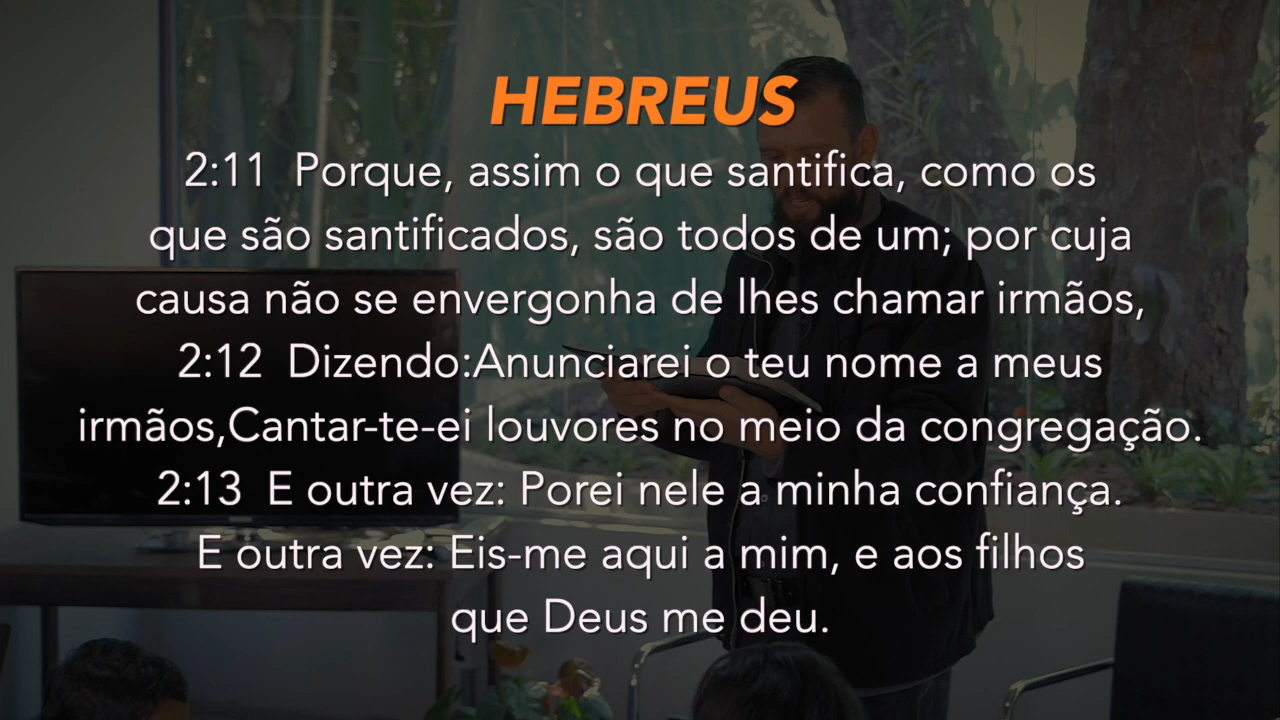 HEBREUS
2:11 Porque, assim o que santifica, como os
que são santificados, são todos de um; por cuja
causa não se envergonha de lhes chamar irmãos,
2:12 Dizendo:Anunciarei o teu nome a meus
irmãos,Cantar-te-ei louvores no meio da congregação.
2:13 E outra vez: Porei nele a minha confiança.
E outra vez: Eis-me aqui a mim, e aos filhos
que Deus me deu.